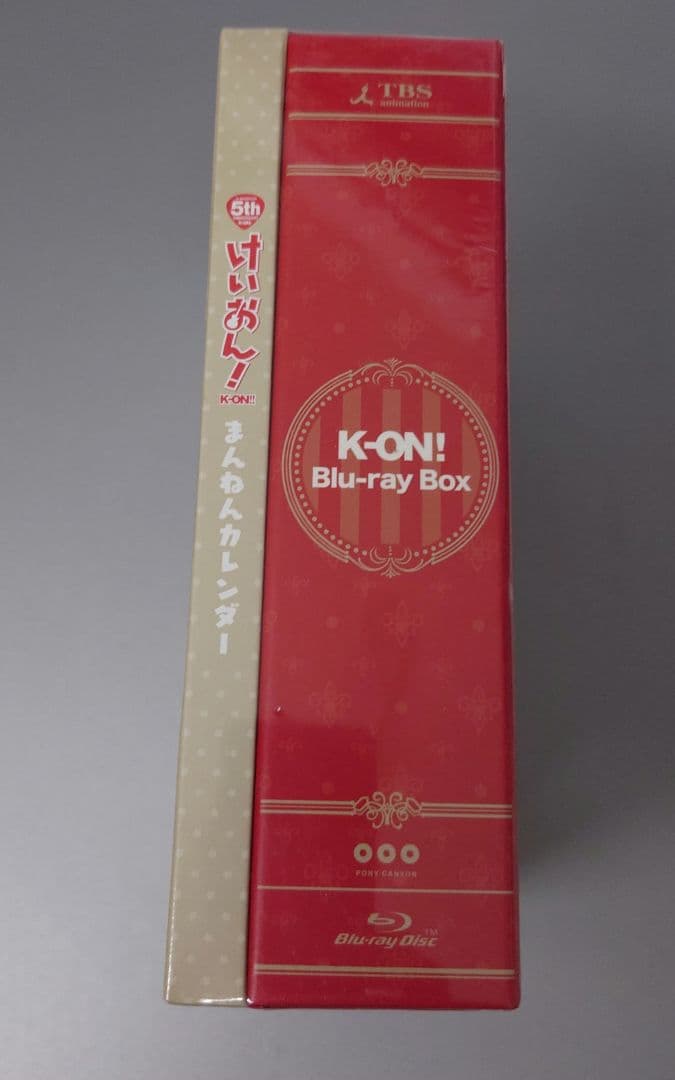 5th
けいおん!
K-ON!!
まんねんカレンダー
TBS
animation
K-ON!
Blu-ray Box
PONY CANYON
Blu-ray Disc™